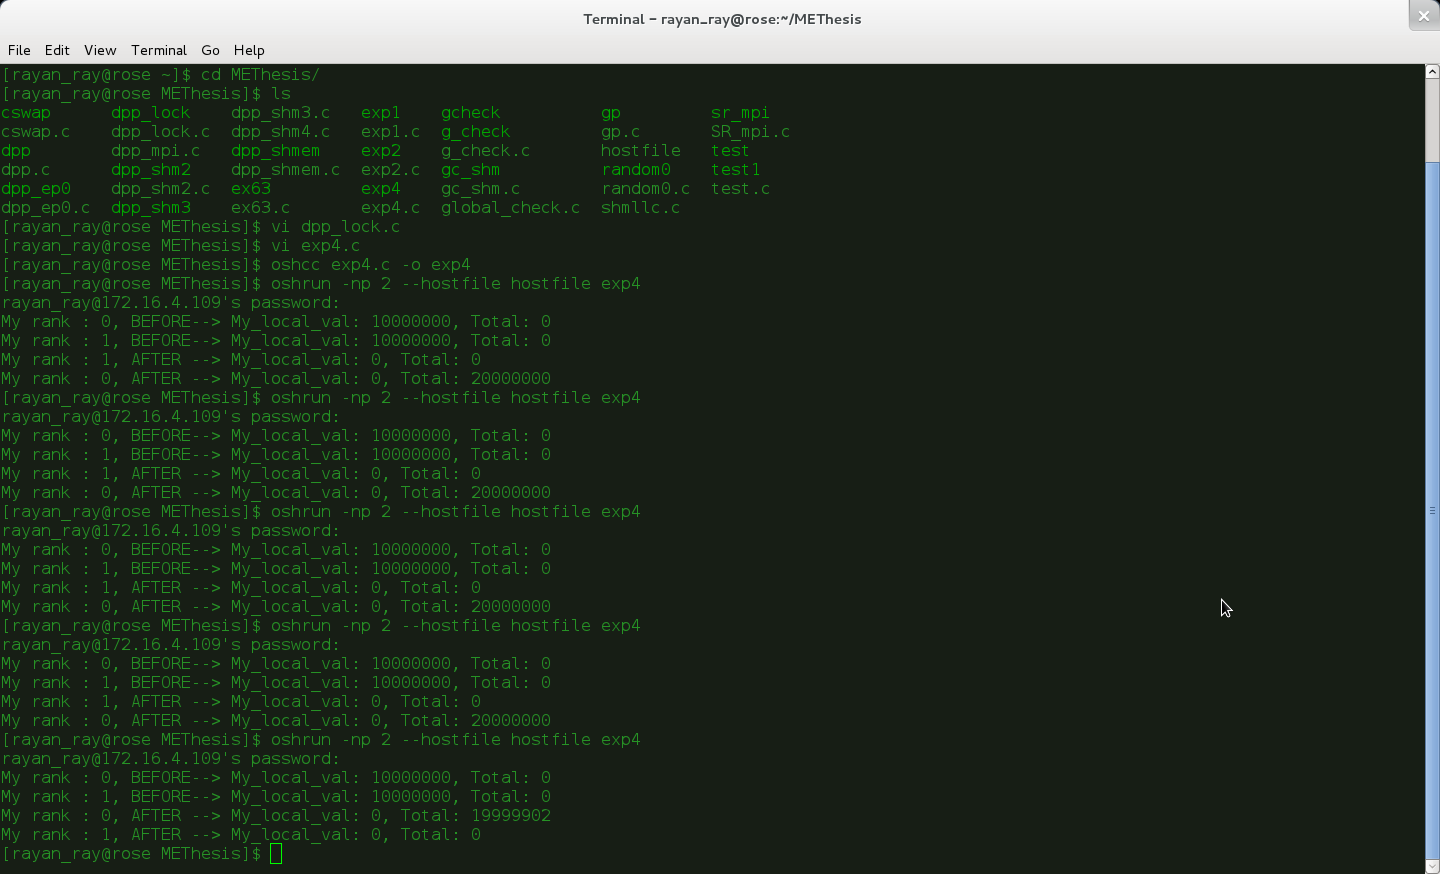 Terminal - rayan_ray@rose:~/METhesis
File Edit View Terminal Go Help
[rayan_ray@rose ~]$ cd METhesis/
[rayan_ray@rose METhesis]$ ls
cswap dpp_lock dpp_shm3.c exp1 gcheck gp sr_mpi
cswap.c dpp_lock.c dpp_shm4.c exp1.c g_check gp.c SR_mpi.c
dpp dpp_mpi.c dpp_shmem exp2 g_check.c hostfile test
dpp.c dpp_shm2 dpp_shmem.c exp2.c gc_shm random0 test1
dpp_ep0 dpp_shm2.c ex63 exp4 gc_shm.c random0.c test.c
dpp_ep0.c dpp_shm3 ex63.c exp4.c global_check.c shmllc.c
[rayan_ray@rose METhesis]$ vi dpp_lock.c
[rayan_ray@rose METhesis]$ vi exp4.c
[rayan_ray@rose METhesis]$ oshcc exp4.c -o exp4
[rayan_ray@rose METhesis]$ oshrun -np 2 --hostfile hostfile exp4
rayan_ray@172.16.4.109's password:
My rank : 0, BEFORE--> My_local_val: 10000000, Total: 0
My rank : 1, BEFORE--> My_local_val: 10000000, Total: 0
My rank : 1, AFTER --> My_local_val: 0, Total: 0
My rank : 0, AFTER --> My_local_val: 0, Total: 20000000
[rayan_ray@rose METhesis]$ oshrun -np 2 --hostfile hostfile exp4
rayan_ray@172.16.4.109's password:
My rank : 0, BEFORE--> My_local_val: 10000000, Total: 0
My rank : 1, BEFORE--> My_local_val: 10000000, Total: 0
My rank : 1, AFTER --> My_local_val: 0, Total: 0
My rank : 0, AFTER --> My_local_val: 0, Total: 20000000
[rayan_ray@rose METhesis]$ oshrun -np 2 --hostfile hostfile exp4
rayan_ray@172.16.4.109's password:
My rank : 0, BEFORE--> My_local_val: 10000000, Total: 0
My rank : 1, BEFORE--> My_local_val: 10000000, Total: 0
My rank : 1, AFTER --> My_local_val: 0, Total: 0
My rank : 0, AFTER --> My_local_val: 0, Total: 20000000
[rayan_ray@rose METhesis]$ oshrun -np 2 --hostfile hostfile exp4
rayan_ray@172.16.4.109's password:
My rank : 0, BEFORE--> My_local_val: 10000000, Total: 0
My rank : 1, BEFORE--> My_local_val: 10000000, Total: 0
My rank : 1, AFTER --> My_local_val: 0, Total: 0
My rank : 0, AFTER --> My_local_val: 0, Total: 20000000
[rayan_ray@rose METhesis]$ oshrun -np 2 --hostfile hostfile exp4
rayan_ray@172.16.4.109's password:
My rank : 0, BEFORE--> My_local_val: 10000000, Total: 0
My rank : 1, BEFORE--> My_local_val: 10000000, Total: 0
My rank : 0, AFTER --> My_local_val: 0, Total: 19999902
My rank : 1, AFTER --> My_local_val: 0, Total: 0
[rayan_ray@rose METhesis]$